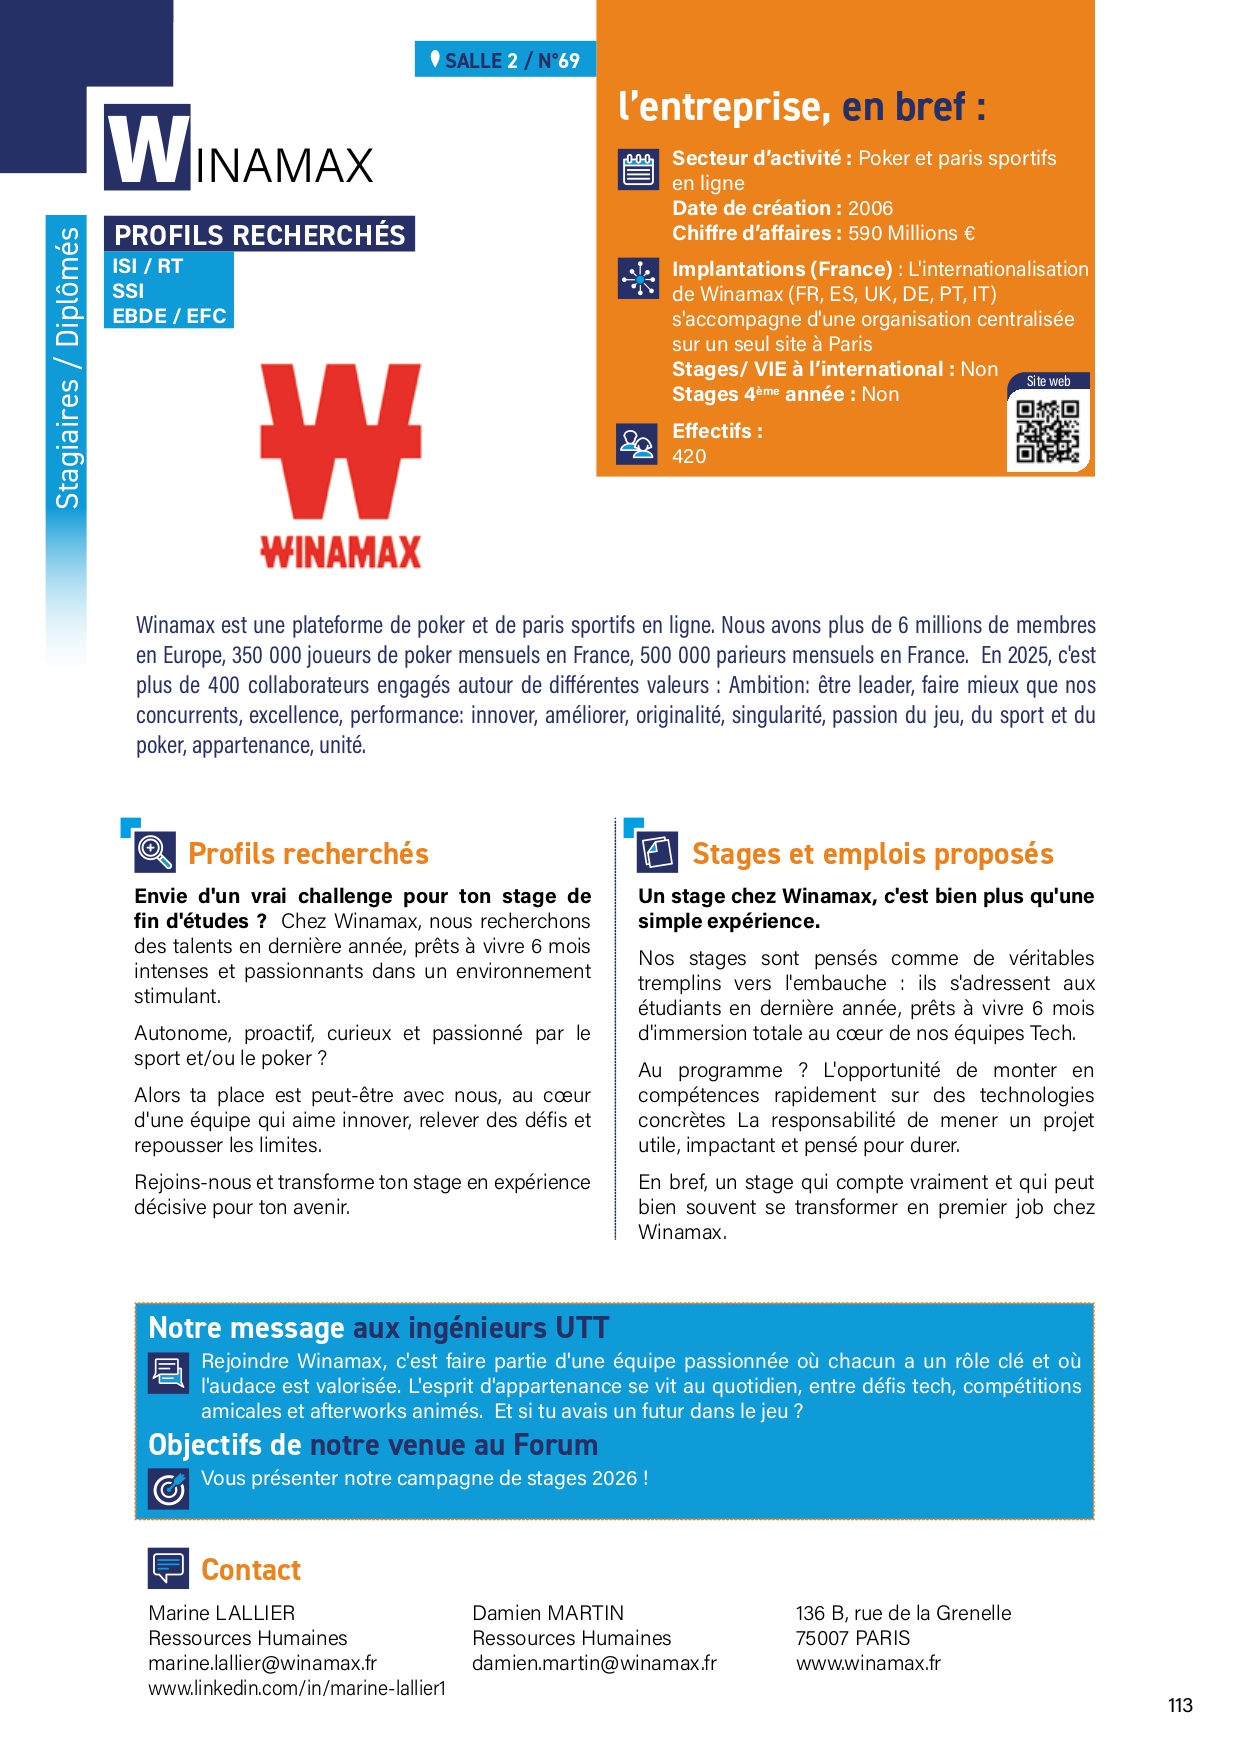 SALLE 2 / N°69
WINAMAX
PROFILS RECHERCHÉS
ISI / RT
SSI
EBDE / EFC
Stagiaires / Diplômés
WINAMAX
l'entreprise, en bref :
Secteur d'activité : Poker et paris sportifs
en ligne
Date de création : 2006
Chiffre d'affaires : 590 Millions €
Implantations (France) : L'internationalisation
de Winamax (FR, ES, UK, DE, PT, IT)
s'accompagne d'une organisation centralisée
sur un seul site à Paris
Stages/ VIE à l'international : Non
Stages 4ème année : Non
Site web
Effectifs :
420
Winamax est une plateforme de poker et de paris sportifs en ligne. Nous avons plus de 6 millions de membres
en Europe, 350 000 joueurs de poker mensuels en France, 500 000 parieurs mensuels en France.  En 2025, c'est
plus de 400 collaborateurs engagés autour de différentes valeurs : Ambition: être leader, faire mieux que nos
concurrents, excellence, performance: innover, améliorer, originalité, singularité, passion du jeu, du sport et du
poker, appartenance, unité.
Profils recherchés
Envie d'un vrai challenge pour ton stage de
fin d'études ?  Chez Winamax, nous recherchons
des talents en dernière année, prêts à vivre 6 mois
intenses et passionnants dans un environnement
stimulant.
Autonome, proactif, curieux et passionné par le
sport et/ou le poker ?
Alors ta place est peut-être avec nous, au cœur
d'une équipe qui aime innover, relever des défis et
repousser les limites.
Rejoins-nous et transforme ton stage en expérience
décisive pour ton avenir.
Stages et emplois proposés
Un stage chez Winamax, c'est bien plus qu'une
simple expérience.
Nos stages sont pensés comme de véritables
tremplins vers l'embauche : ils s'adressent aux
étudiants en dernière année, prêts à vivre 6 mois
d'immersion totale au cœur de nos équipes Tech.
Au programme ? L'opportunité de monter en
compétences rapidement sur des technologies
concrètes La responsabilité de mener un projet
utile, impactant et pensé pour durer.
En bref, un stage qui compte vraiment et qui peut
bien souvent se transformer en premier job chez
Winamax.
Notre message aux ingénieurs UTT
Rejoindre Winamax, c'est faire partie d'une équipe passionnée où chacun a un rôle clé et où
l'audace est valorisée. L'esprit d'appartenance se vit au quotidien, entre défis tech, compétitions
amicales et afterworks animés.  Et si tu avais un futur dans le jeu ?
Objectifs de notre venue au Forum
Vous présenter notre campagne de stages 2026 !
Contact
Marine LALLIER
Ressources Humaines
marine.lallier@winamax.fr
www.linkedin.com/in/marine-lallier1
Damien MARTIN
Ressources Humaines
damien.martin@winamax.fr
136 B, rue de la Grenelle
75007 PARIS
www.winamax.fr
113